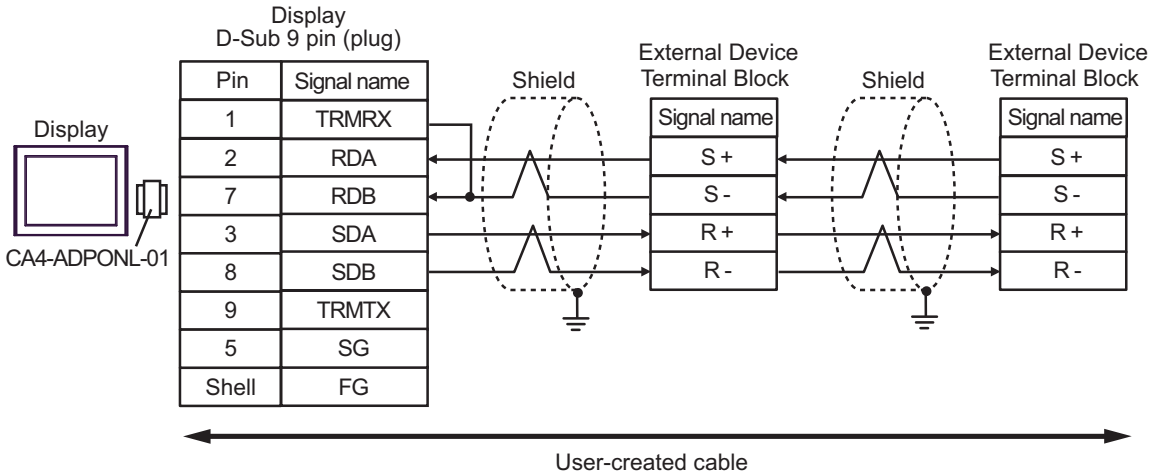 Display
D-Sub 9 pin (plug)
External Device
Terminal Block
External Device
Terminal Block
Pin Signal name
Shield
Shield
Signal name
Signal name
1 TRMRX
Display
2 RDA
S +
S +
7 RDB
S -
S -
3 SDA
R +
R +
CA4-ADPONL-01
8 SDB
R -
R -
9 TRMTX
5 SG
Shell FG
User-created cable